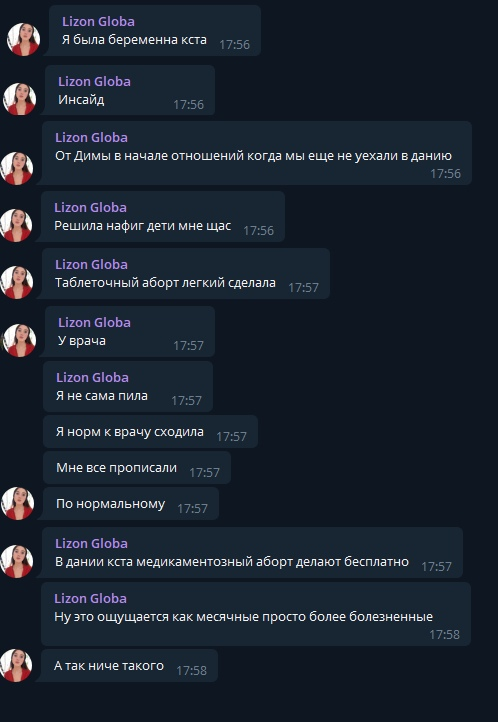 Lizon Globa
Я была беременна кста 17:56
Lizon Globa
Инсайд 17:56
Lizon Globa
От Димы в начале отношений когда мы еще не уехали в данию
17:56
Lizon Globa
Решила нафиг дети мне щас 17:56
Lizon Globa
Таблеточный аборт легкий сделала 17:57
Lizon Globa
У врача 17:57
Lizon Globa
Я не сама пила 17:57
Я норм к врачу сходила 17:57
Мне все прописали 17:57
По нормальному 17:57
Lizon Globa
В дании кста медикаментозный аборт делают бесплатно 17:57
Lizon Globa
Ну это ощущается как месячные просто более болезненные
17:58
А так ниче такого 17:58